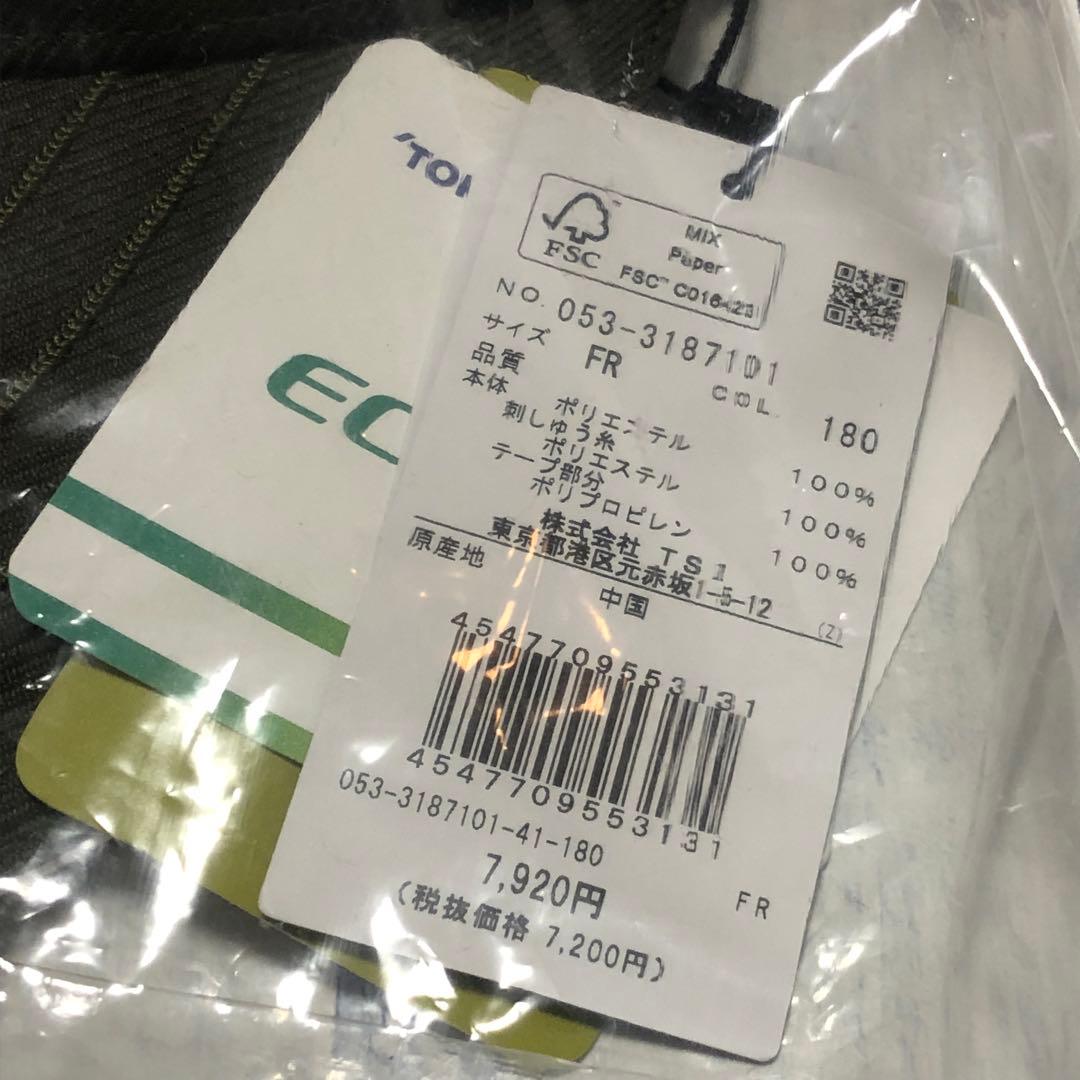 'TOR
EC
FSC™
MIX
Paper
FSC™ C016423
NO. 053-3187101
サイズ FR COL. 180
品質
本体
ポリエステル 100%
刺しゅう糸
ポリエステル 100%
テープ部分
ポリプロピレン 100%
株式会社 TSI
東京都港区元赤坂1-5-12
原産地 中国 (Z)
4547709553131
4547709553131
053-3187101-41-180
FR
7,920円
(税抜価格 7,200円)